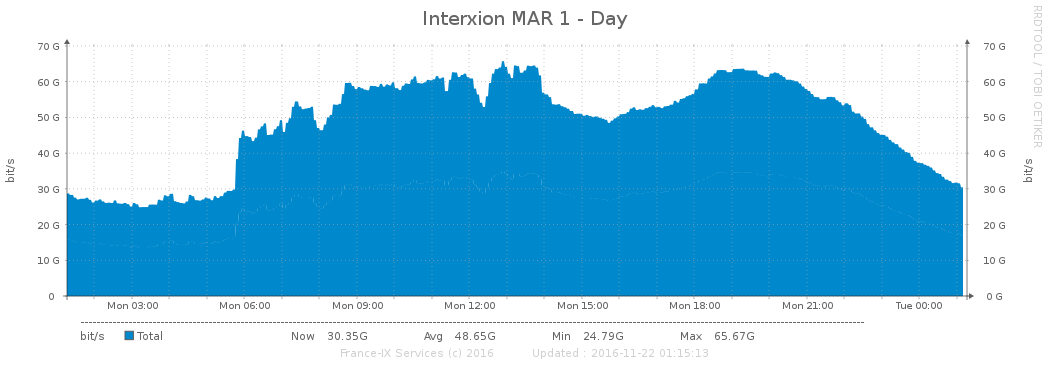 Interxion MAR 1 - Day
RRDTOOL / TOBI OETIKER
70 G 70 G
60 G 60 G
50 G 50 G
40 G 40 G
30 G 30 G
20 G 20 G
10 G 10 G
0 0 G
bit/s bit/s
Mon 03:00 Mon 06:00 Mon 09:00 Mon 12:00 Mon 15:00 Mon 18:00 Mon 21:00 Tue 00:00
bit/s Total Now 30.35G Avg 48.65G Min 24.79G Max 65.67G
France-IX Services (c) 2016 Updated : 2016-11-22 01:15:13